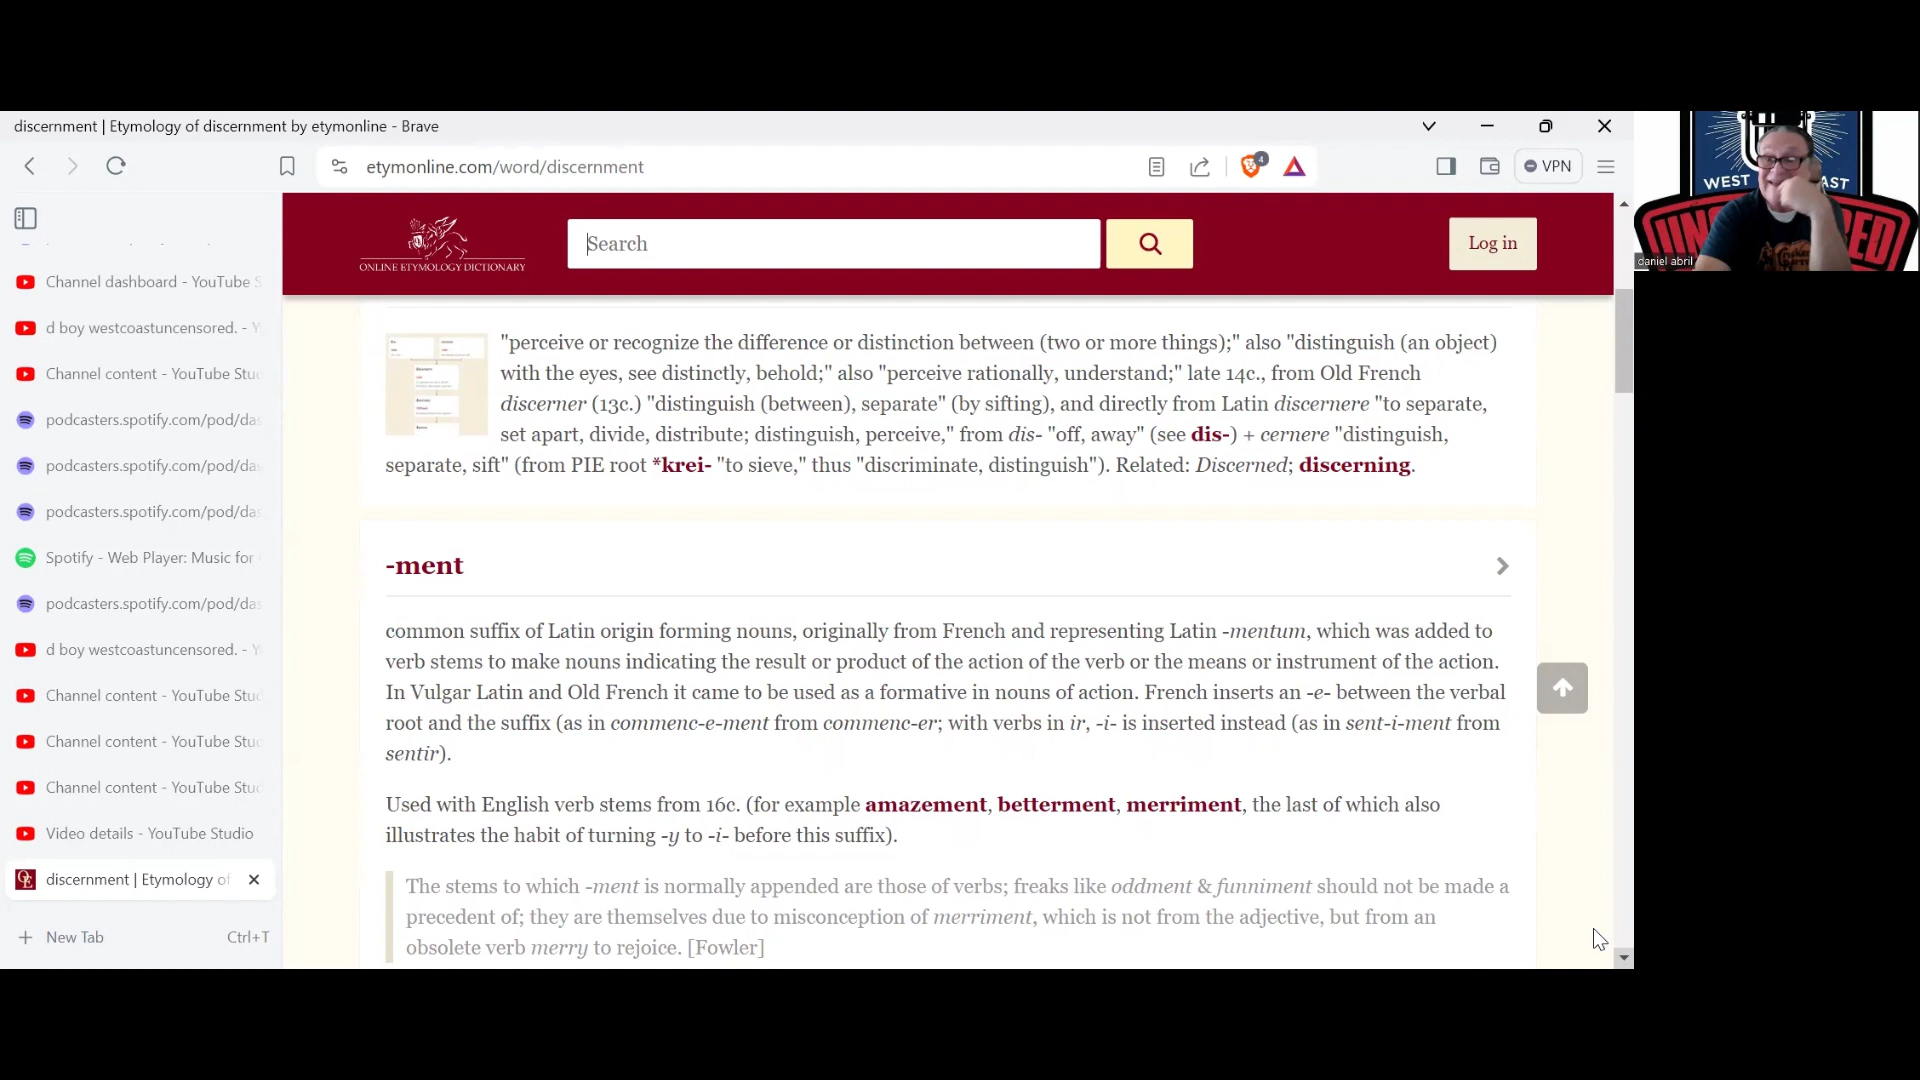 discernment | Etymology of discernment by etymonline - Brave
etymonline.com/word/discernment
4
VPN
Channel dashboard - YouTube S
d boy westcoastuncensored. - Y
Channel content - YouTube Stud
podcasters.spotify.com/pod/das
podcasters.spotify.com/pod/das
podcasters.spotify.com/pod/das
Spotify - Web Player: Music for
podcasters.spotify.com/pod/das
d boy westcoastuncensored. - Y
Channel content - YouTube Stud
Channel content - YouTube Stud
Channel content - YouTube Stud
Video details - YouTube Studio
discernment | Etymology of
New Tab Ctrl+T
ONLINE ETYMOLOGY DICTIONARY
Search
Log in
"perceive or recognize the difference or distinction between (two or more things);" also "distinguish (an object)
with the eyes, see distinctly, behold;" also "perceive rationally, understand;" late 14c., from Old French
discerner (13c.) "distinguish (between), separate" (by sifting), and directly from Latin discernere "to separate,
set apart, divide, distribute; distinguish, perceive," from dis- "off, away" (see dis-) + cernere "distinguish,
separate, sift" (from PIE root *krei- "to sieve," thus "discriminate, distinguish"). Related: Discerned; discerning.
-ment
common suffix of Latin origin forming nouns, originally from French and representing Latin -mentum, which was added to
verb stems to make nouns indicating the result or product of the action of the verb or the means or instrument of the action.
In Vulgar Latin and Old French it came to be used as a formative in nouns of action. French inserts an -e- between the verbal
root and the suffix (as in commenc-e-ment from commenc-er; with verbs in ir, -i- is inserted instead (as in sent-i-ment from
sentir).
Used with English verb stems from 16c. (for example amazement, betterment, merriment, the last of which also
illustrates the habit of turning -y to -i- before this suffix).
The stems to which -ment is normally appended are those of verbs; freaks like oddment & funniment should not be made a
precedent of; they are themselves due to misconception of merriment, which is not from the adjective, but from an
obsolete verb merry to rejoice. [Fowler]
WEST AST
UNC RED
daniel abril